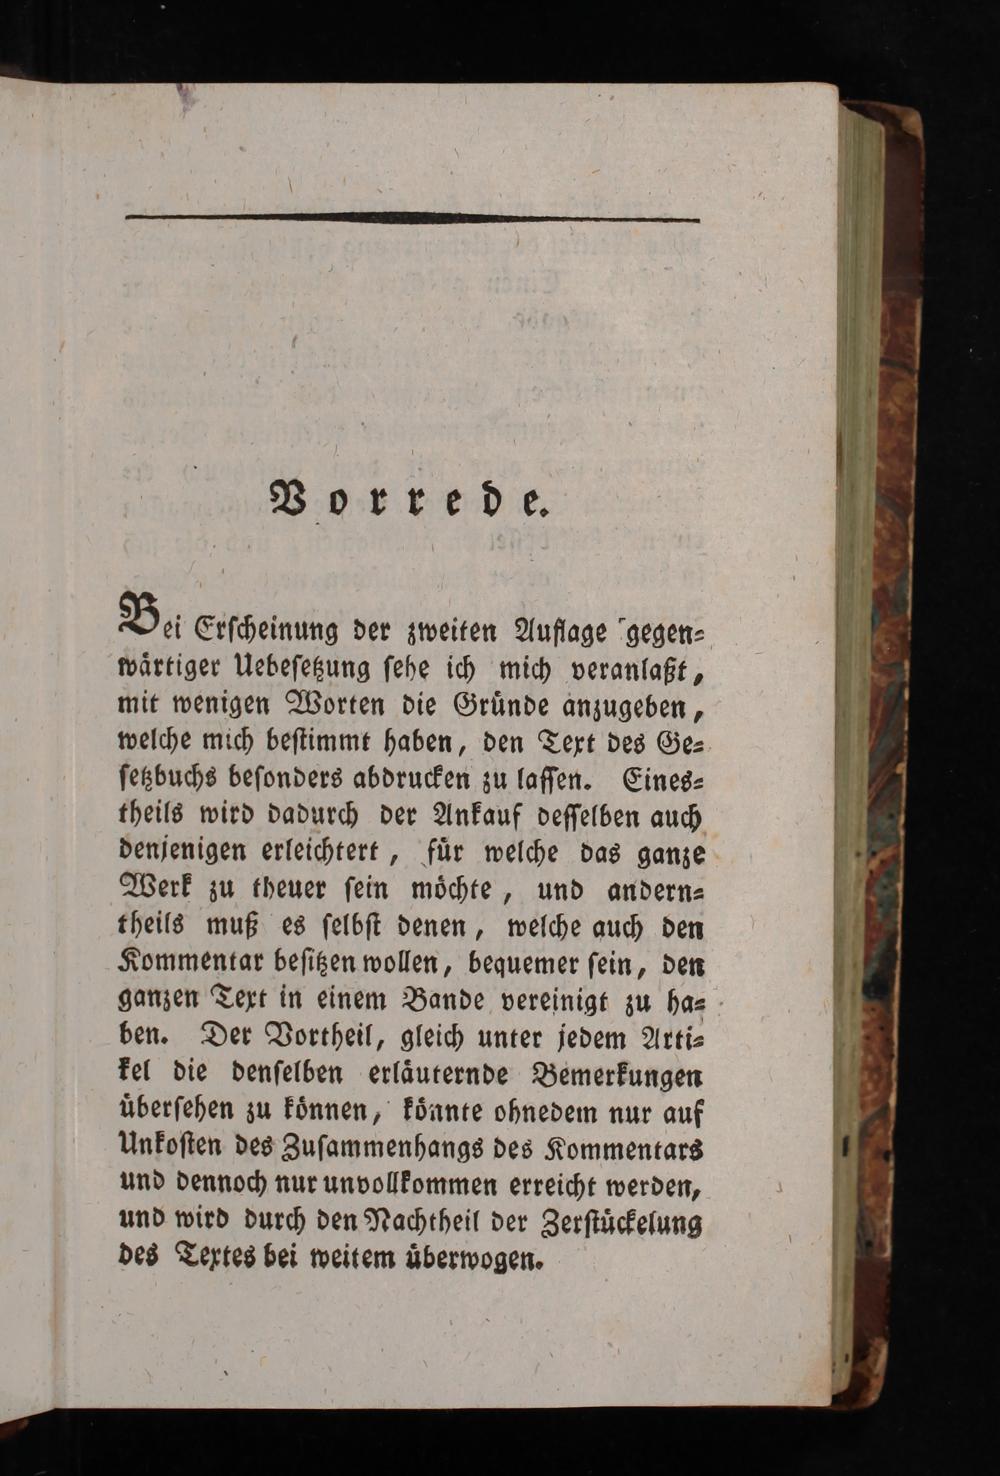 Vorrede.
Bei Erſcheinung der zweiten Auflage gegen⸗
wärtiger Uebeſetzung ſehe ich mich veranlaßt,
mit wenigen Worten die Gründe anzugeben,
welche mich beſtimmt haben, den Text des Ge⸗
ſetzbuchs beſonders abdrucken zu laſſen. Eines⸗
theils wird dadurch der Ankauf deſſelben auch
denjenigen erleichtert, für welche das ganze
Werk zu theuer ſein möchte, und andern⸗
theils muß es ſelbſt denen, welche auch den
Kommentar beſitzen wollen, bequemer ſein, den
ganzen Text in einem Bande vereinigt zu ha⸗
ben. Der Vortheil, gleich unter jedem Arti⸗
kel die denſelben erläuternde Bemerkungen
überſehen zu können, könnte ohnedem nur auf
Unkoſten des Zuſammenhangs des Kommentars
und dennoch nur unvollkommen erreicht werden,
und wird durch den Nachtheil der Zerſtückelung
des Textes bei weitem überwogen.